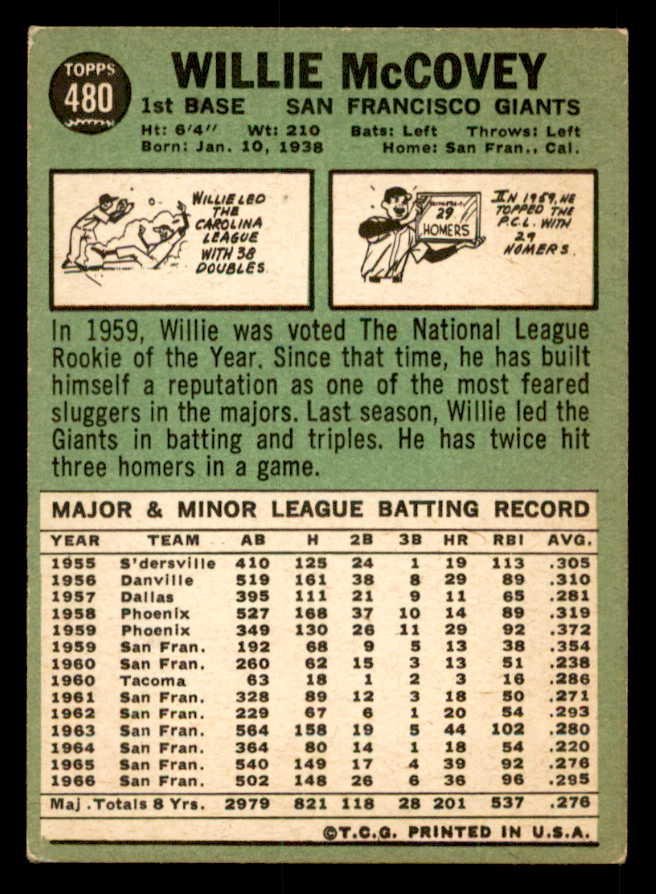 TOPPS
480
WILLIE McCOVEY
1st BASE SAN FRANCISCO GIANTS
Ht: 6'4" Wt: 210 Bats: Left Throws: Left
Born: Jan. 10, 1938 Home: San Fran., Cal.
WILLIE LED
THE
CAROLINA
LEAGUE
WITH 38
DOUBLES.
29
HOMERS
IN 1959, HE
TOPPED THE
P.C.L. WITH
29
HOMERS.
In 1959, Willie was voted The National League
Rookie of the Year. Since that time, he has built
himself a reputation as one of the most feared
sluggers in the majors. Last season, Willie led the
Giants in batting and triples. He has twice hit
three homers in a game.
MAJOR & MINOR LEAGUE BATTING RECORD
YEAR TEAM AB H 2B 3B HR RBI AVG.
1955 S'dersville 410 125 24 1 19 113 .305
1956 Danville 519 161 38 8 29 89 .310
1957 Dallas 395 111 21 9 11 65 .281
1958 Phoenix 527 168 37 10 14 89 .319
1959 Phoenix 349 130 26 11 29 92 .372
1959 San Fran. 192 68 9 5 13 38 .354
1960 San Fran. 260 62 15 3 13 51 .238
1960 Tacoma 63 18 1 2 3 16 .286
1961 San Fran. 328 89 12 3 18 50 .271
1962 San Fran. 229 67 6 1 20 54 .293
1963 San Fran. 564 158 19 5 44 102 .280
1964 San Fran. 364 80 14 1 18 54 .220
1965 San Fran. 540 149 17 4 39 92 .276
1966 San Fran. 502 148 26 6 36 96 .295
Maj. Totals 8 Yrs. 2979 821 118 28 201 537 .276
©T.C.G. PRINTED IN U.S.A.